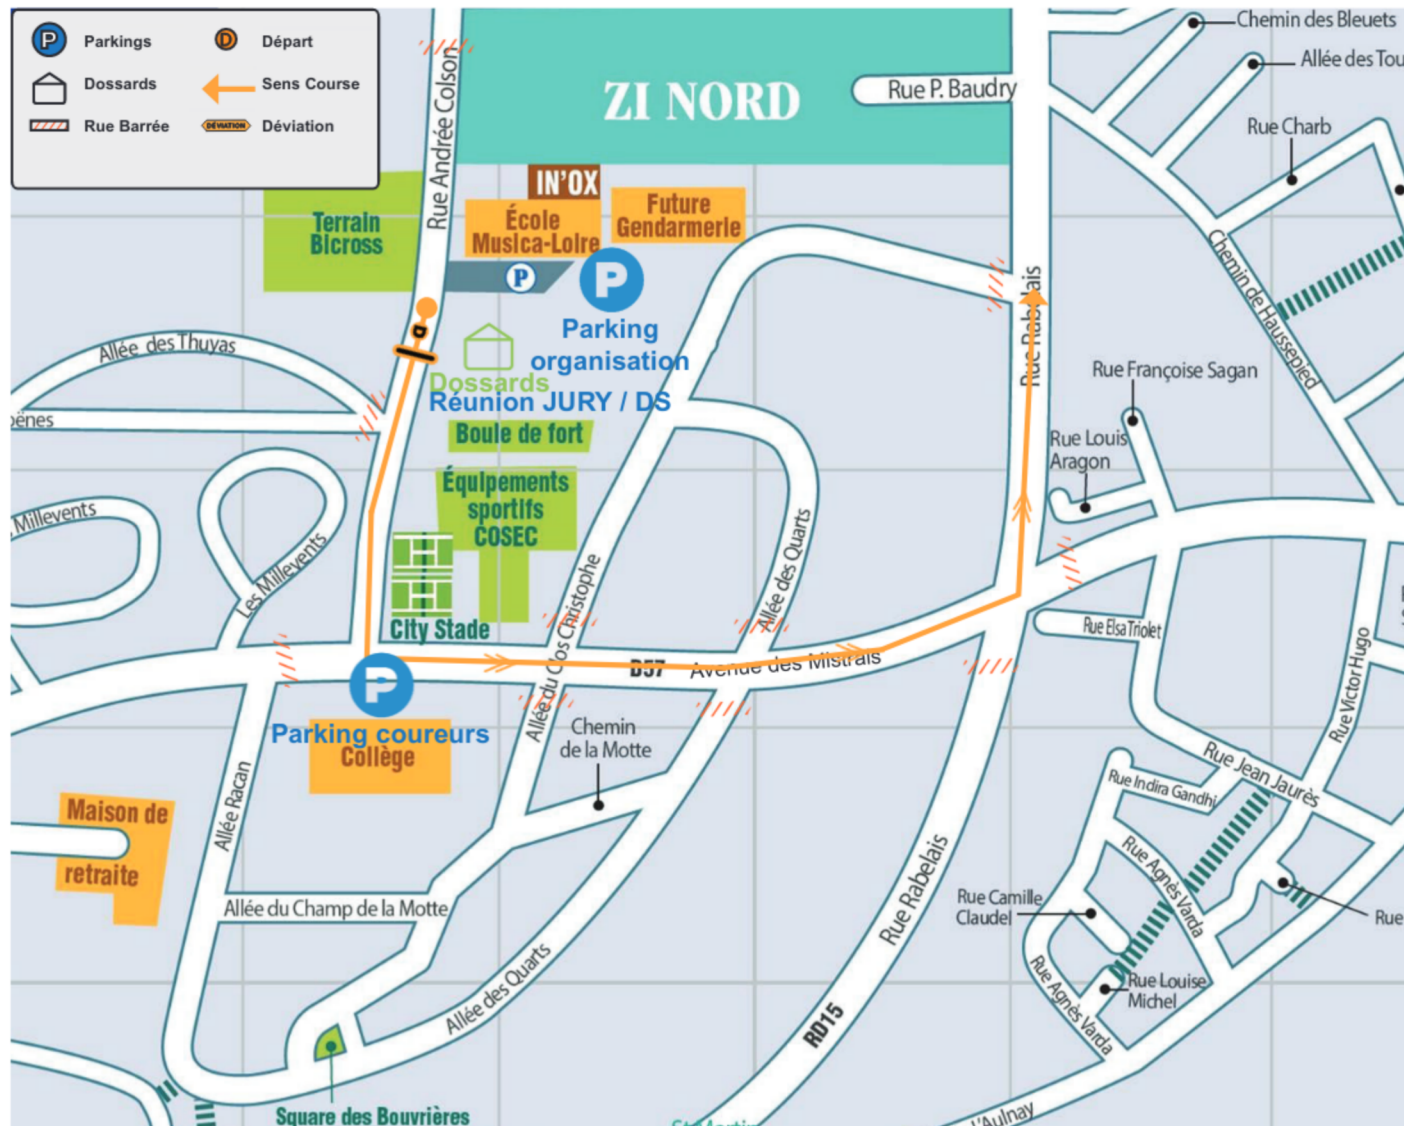 P Parkings
D Départ
Dossards
Sens Course
Rue Barrée
DÉVIATION Déviation
Rue Andrée Colson
ZI NORD
Rue P. Baudry
Chemin des Bleuets
Allée des Tou
Rue Charb
IN'OX
École
Musica-Loire
Future
Gendarmerie
Terrain
Bicross
P
P
Parking
organisation
Chemin de Haussepied
Rue Rabelais
Allée des Thuyas
D
Dossards
Réunion JURY / DS
Rue Françoise Sagan
Boule de fort
Rue Louis
Aragon
Équipements
sportifs
COSEC
Millevents
Les Millevents
City Stade
Allée du Clos Christophe
Allée des Quarts
Rue Elsa Triolet
Rue Victor Hugo
D57
Avenue des Mistrals
P
Parking coureurs
Collège
Chemin
de la Motte
Rue Jean Jaurès
Rue Indira Gandhi
Allée Racan
Maison de
retraite
Rue Agnès Varda
Rue Rabelais
Rue Camille
Claudel
Rue
Allée du Champ de la Motte
Allée des Quarts
Rue Louise
Michel
Rue Agnès Varda
RD15
Square des Bouvrières
St Martin
L'Aulnay